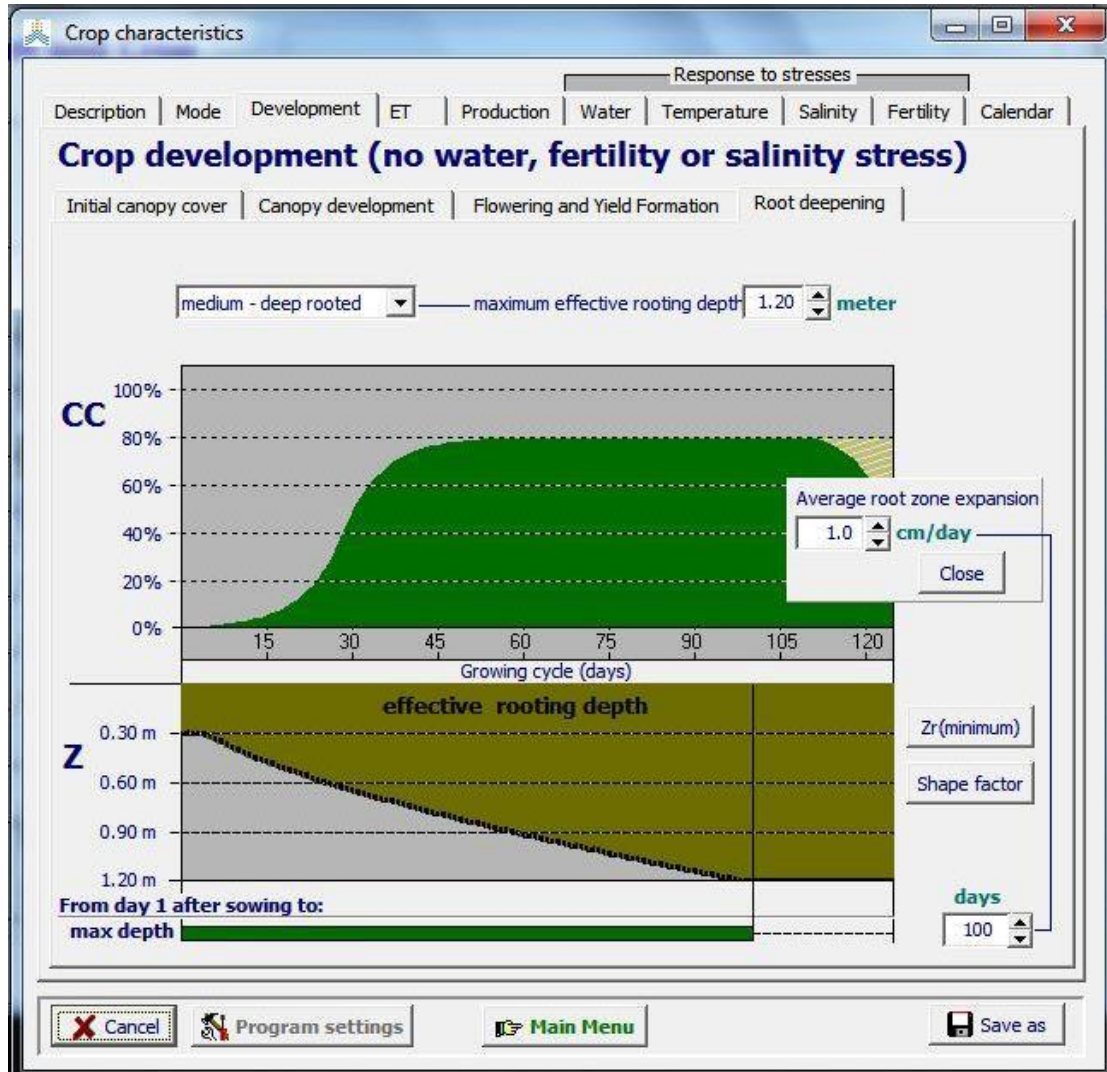 Crop characteristics
Response to stresses
Description Mode Development ET Production Water Temperature Salinity Fertility Calendar
Crop development (no water, fertility or salinity stress)
Initial canopy cover Canopy development Flowering and Yield Formation Root deepening
medium - deep rooted maximum effective rooting depth 1.20 meter
CC
100%
80%
60%
40%
20%
0%
Average root zone expansion
1.0 cm/day
Close
15 30 45 60 75 90 105 120
Growing cycle (days)
effective rooting depth
Z
0.30 m
0.60 m
0.90 m
1.20 m
Zr(minimum)
Shape factor
From day 1 after sowing to:
max depth
days
100
Cancel Program settings Main Menu Save as